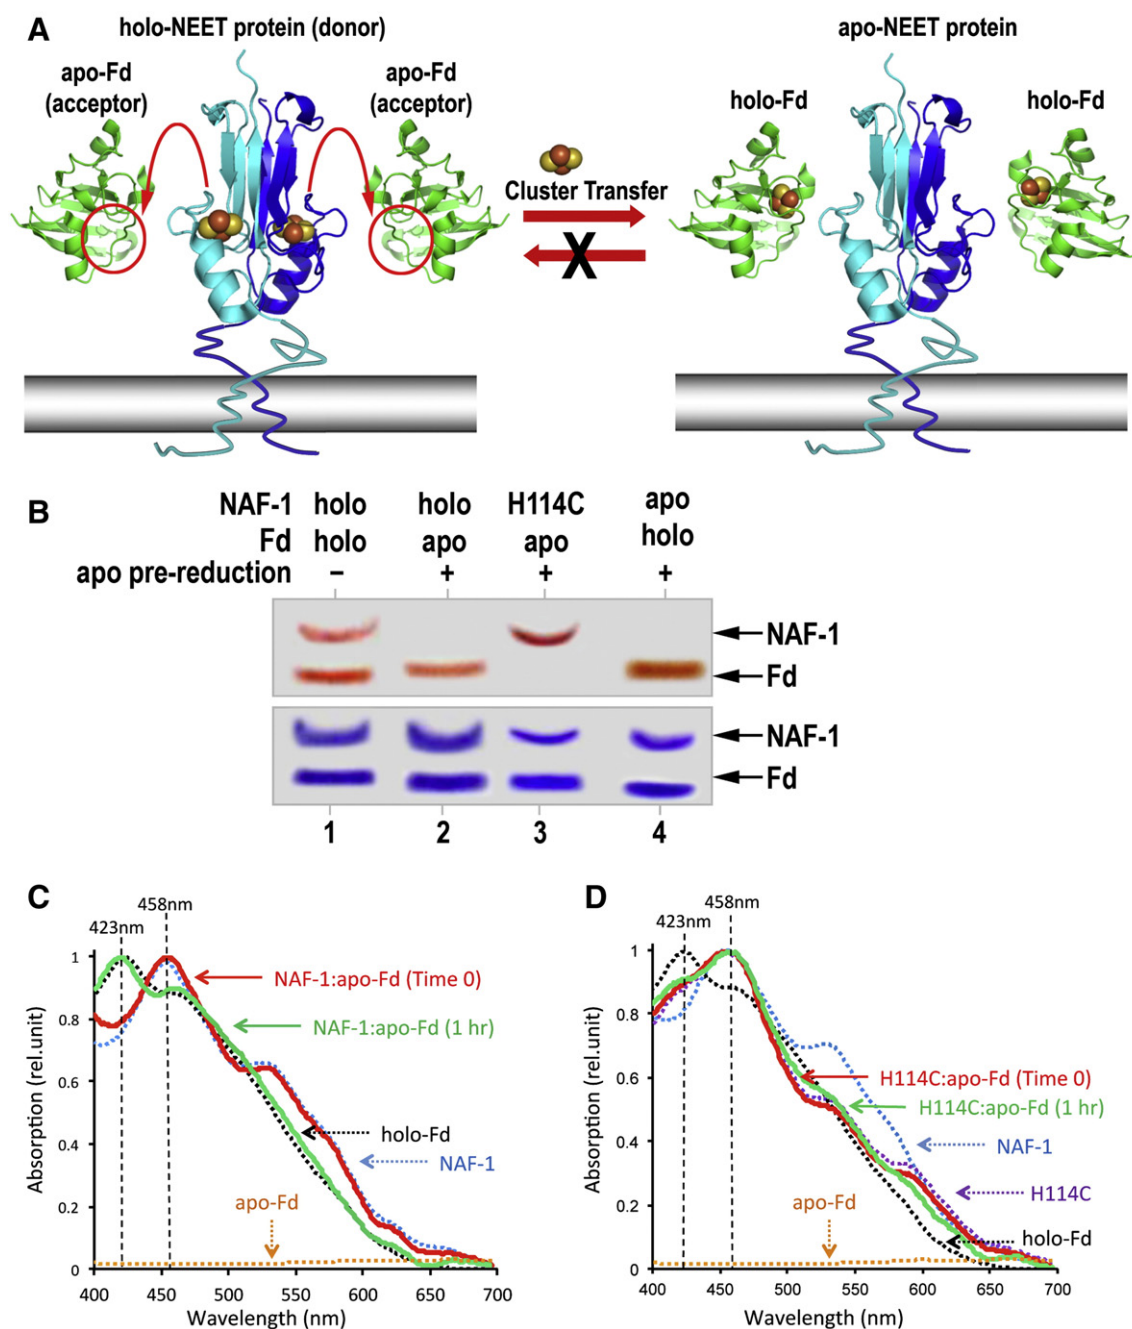 A
holo-NEET protein (donor)
apo-NEET protein
apo-Fd
(acceptor)
apo-Fd
(acceptor)
holo-Fd
holo-Fd
Cluster Transfer
X
B
NAF-1 holo holo H114C apo
Fd holo apo apo holo
apo pre-reduction – + + +
NAF-1
Fd
NAF-1
Fd
1 2 3 4
C
423nm
458nm
NAF-1:apo-Fd (Time 0)
NAF-1:apo-Fd (1 hr)
holo-Fd
NAF-1
apo-Fd
Absorption (rel.unit)
1
0.8
0.6
0.4
0.2
0
400 450 500 550 600 650 700
Wavelength (nm)
D
423nm
458nm
H114C:apo-Fd (Time 0)
H114C:apo-Fd (1 hr)
NAF-1
H114C
apo-Fd
holo-Fd
Absorption (rel.unit)
1
0.8
0.6
0.4
0.2
0
400 450 500 550 600 650 700
Wavelength (nm)